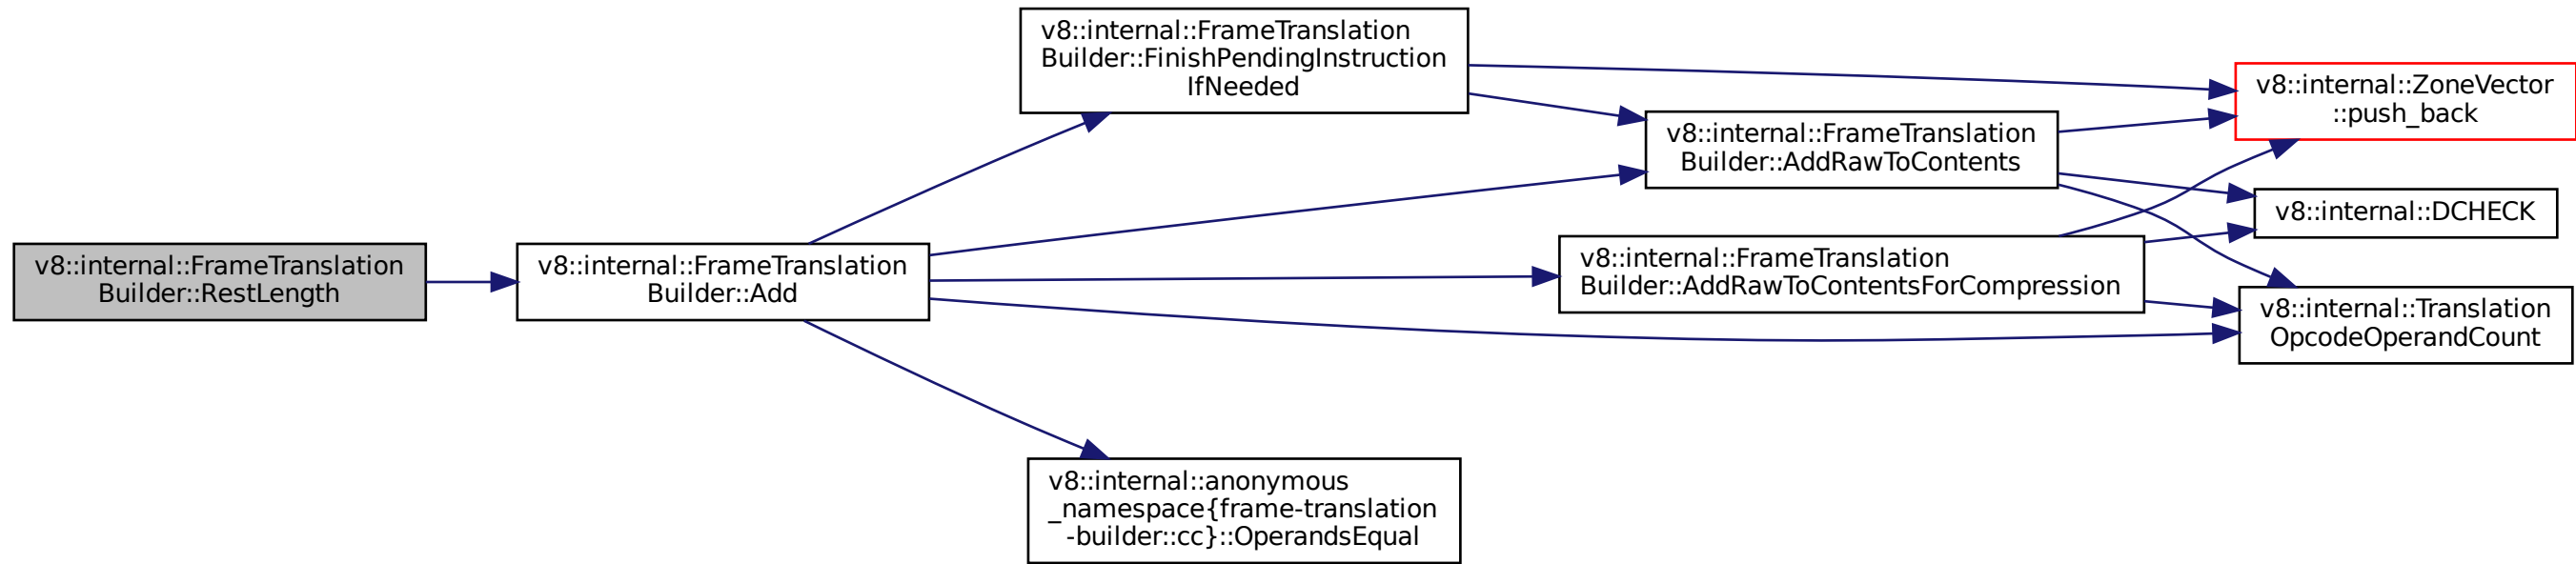 v8::internal::FrameTranslation
Builder::RestLength
v8::internal::FrameTranslation
Builder::Add
v8::internal::FrameTranslation
Builder::FinishPendingInstruction
IfNeeded
v8::internal::FrameTranslation
Builder::AddRawToContents
v8::internal::FrameTranslation
Builder::AddRawToContentsForCompression
v8::internal::anonymous
_namespace{frame-translation
-builder::cc}::OperandsEqual
v8::internal::ZoneVector
::push_back
v8::internal::DCHECK
v8::internal::Translation
OpcodeOperandCount